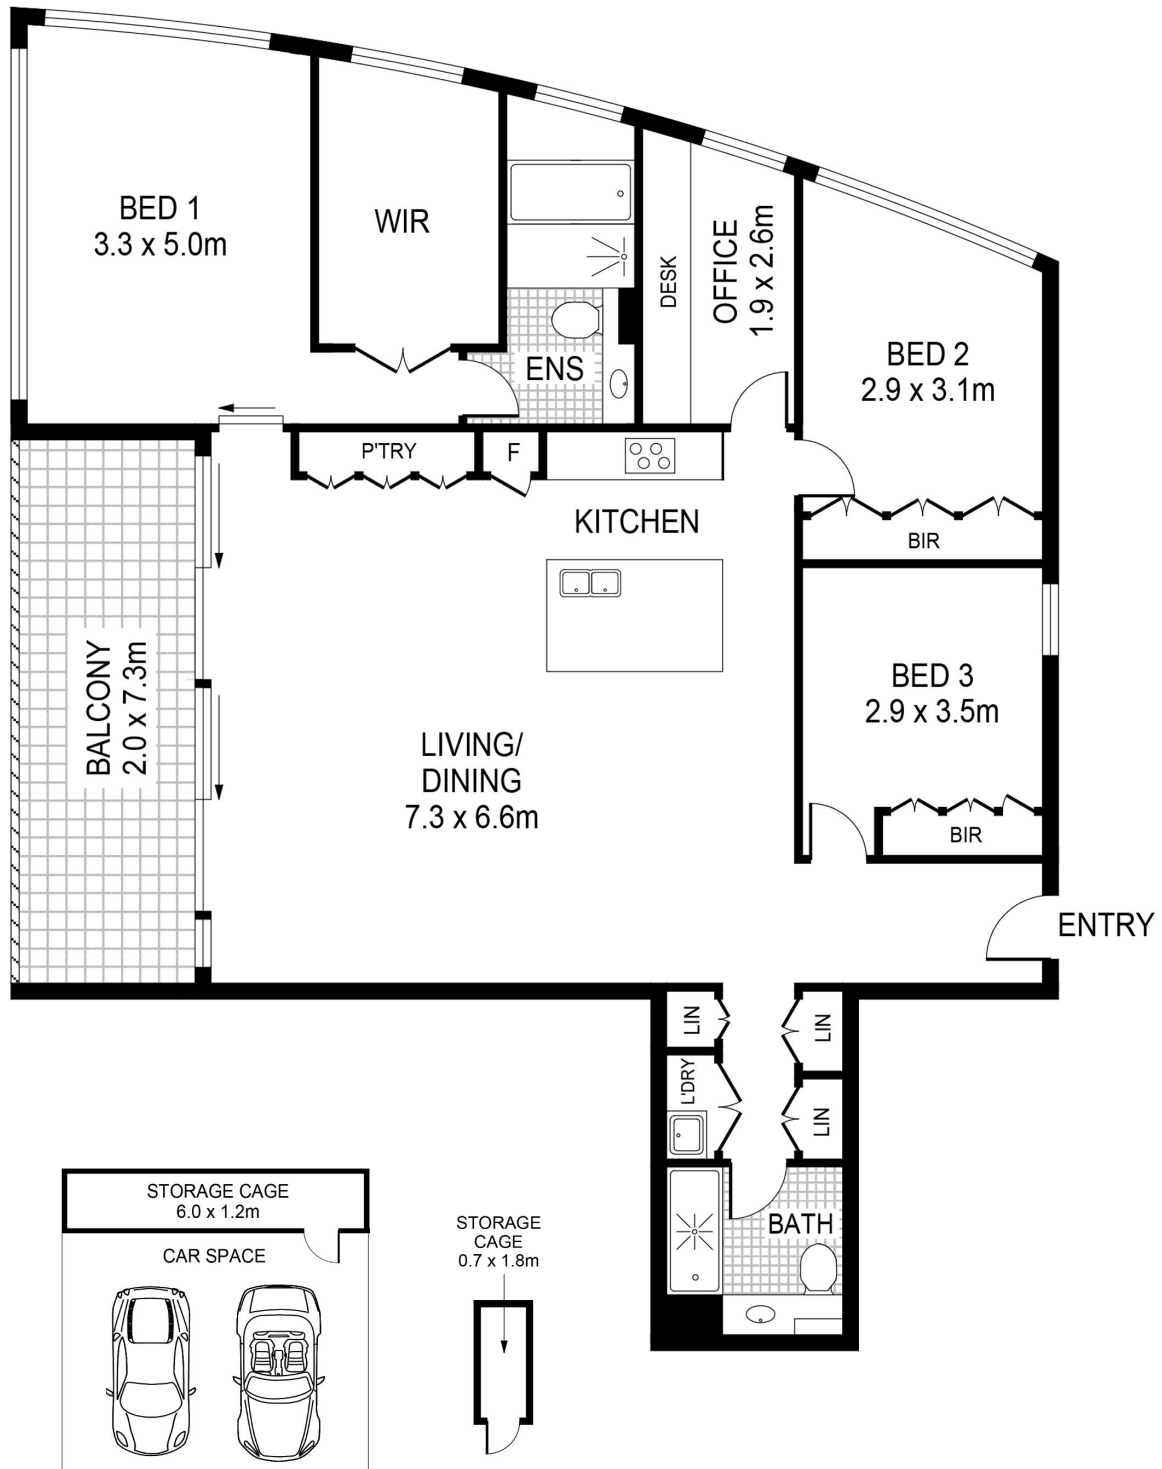 BED 1
3.3 x 5.0m
WIR
ENS
DESK
OFFICE
1.9 x 2.6m
BED 2
2.9 x 3.1m
BIR
P'TRY
F
KITCHEN
BALCONY
2.0 x 7.3m
LIVING/
DINING
7.3 x 6.6m
BED 3
2.9 x 3.5m
BIR
ENTRY
LIN
LIN
L'DRY
LIN
BATH
STORAGE CAGE
6.0 x 1.2m
CAR SPACE
STORAGE
CAGE
0.7 x 1.8m